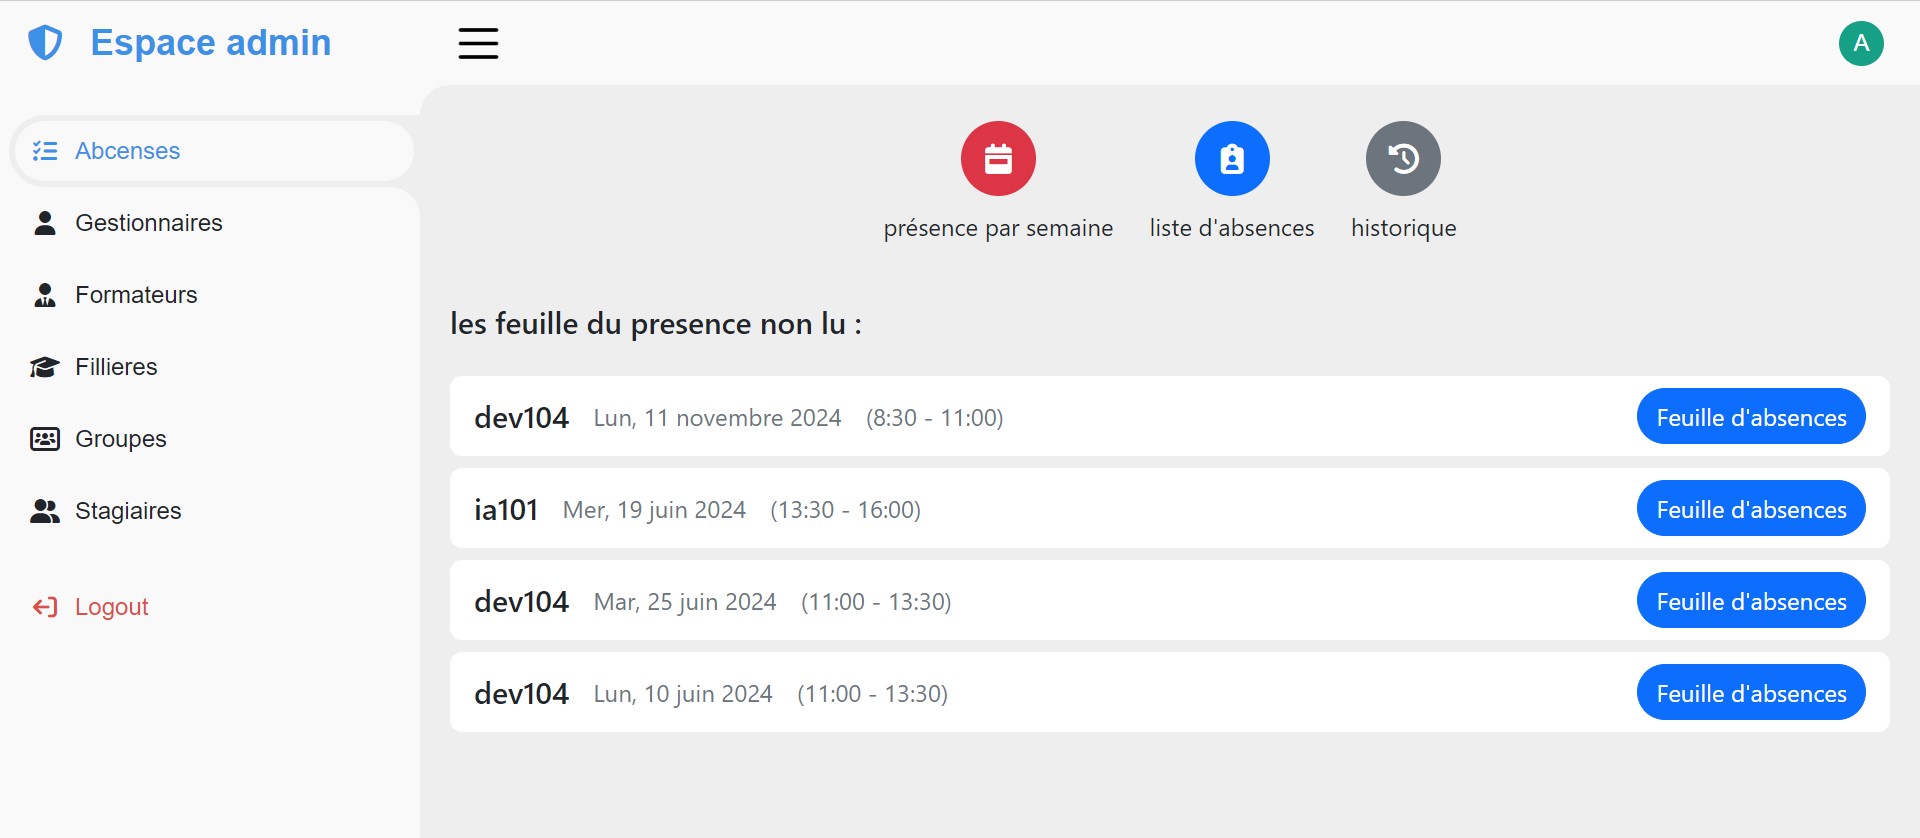 Espace admin
A
Abcenses
Gestionnaires
Formateurs
Fillieres
Groupes
Stagiaires
Logout
présence par semaine
liste d'absences
historique
les feuille du presence non lu :
dev104 Lun, 11 novembre 2024 (8:30 - 11:00) Feuille d'absences
ia101 Mer, 19 juin 2024 (13:30 - 16:00) Feuille d'absences
dev104 Mar, 25 juin 2024 (11:00 - 13:30) Feuille d'absences
dev104 Lun, 10 juin 2024 (11:00 - 13:30) Feuille d'absences